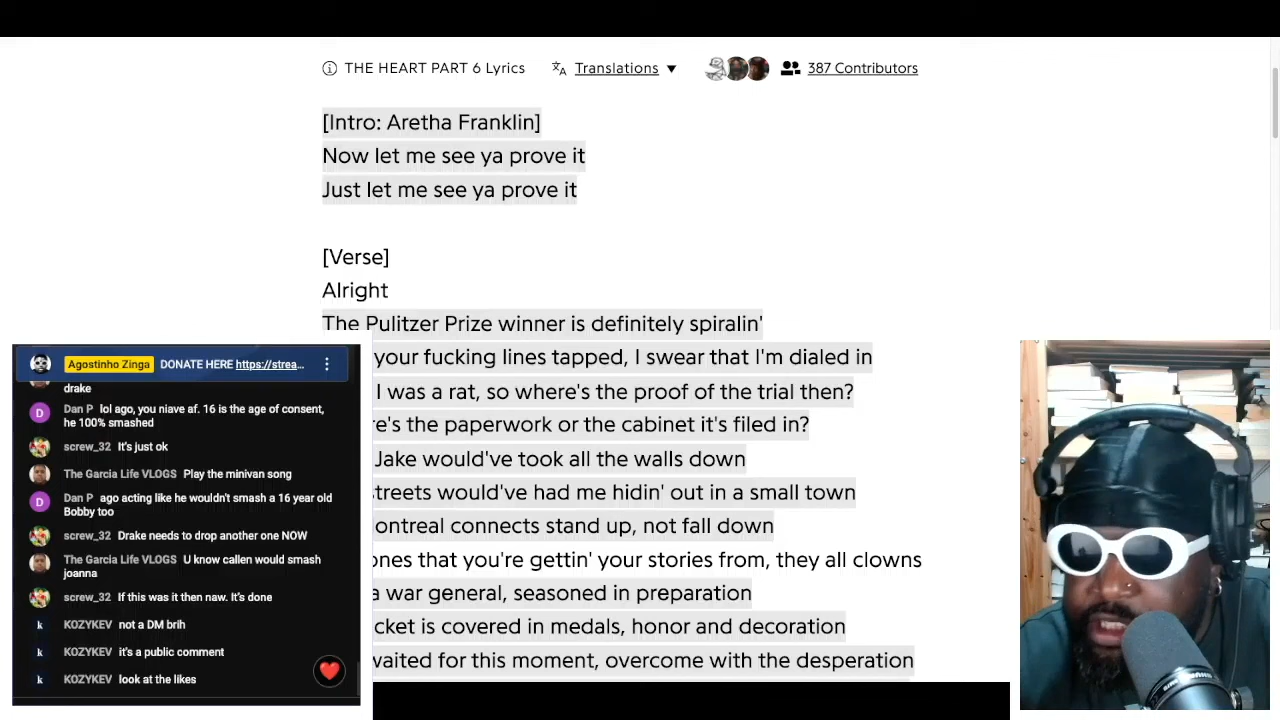 THE HEART PART 6 Lyrics
Translations ▼
387 Contributors
[Intro: Aretha Franklin]
Now let me see ya prove it
Just let me see ya prove it
[Verse]
Alright
The Pulitzer Prize winner is definitely spiralin'
your fucking lines tapped, I swear that I'm dialed in
I was a rat, so where's the proof of the trial then?
re's the paperwork or the cabinet it's filed in?
Jake would've took all the walls down
streets would've had me hidin' out in a small town
ontreal connects stand up, not fall down
ones that you're gettin' your stories from, they all clowns
a war general, seasoned in preparation
cket is covered in medals, honor and decoration
waited for this moment, overcome with the desperation
Agostinho Zinga DONATE HERE https://strea...
drake
Dan P lol ago, you niave af. 16 is the age of consent,
he 100% smashed
screw_32 It's just ok
The Garcia Life VLOGS Play the minivan song
Dan P ago acting like he wouldn't smash a 16 year old
Bobby too
screw_32 Drake needs to drop another one NOW
The Garcia Life VLOGS U know callen would smash
joanna
screw_32 If this was it then naw. It's done
KOZYKEV not a DM brih
KOZYKEV it's a public comment
KOZYKEV look at the likes